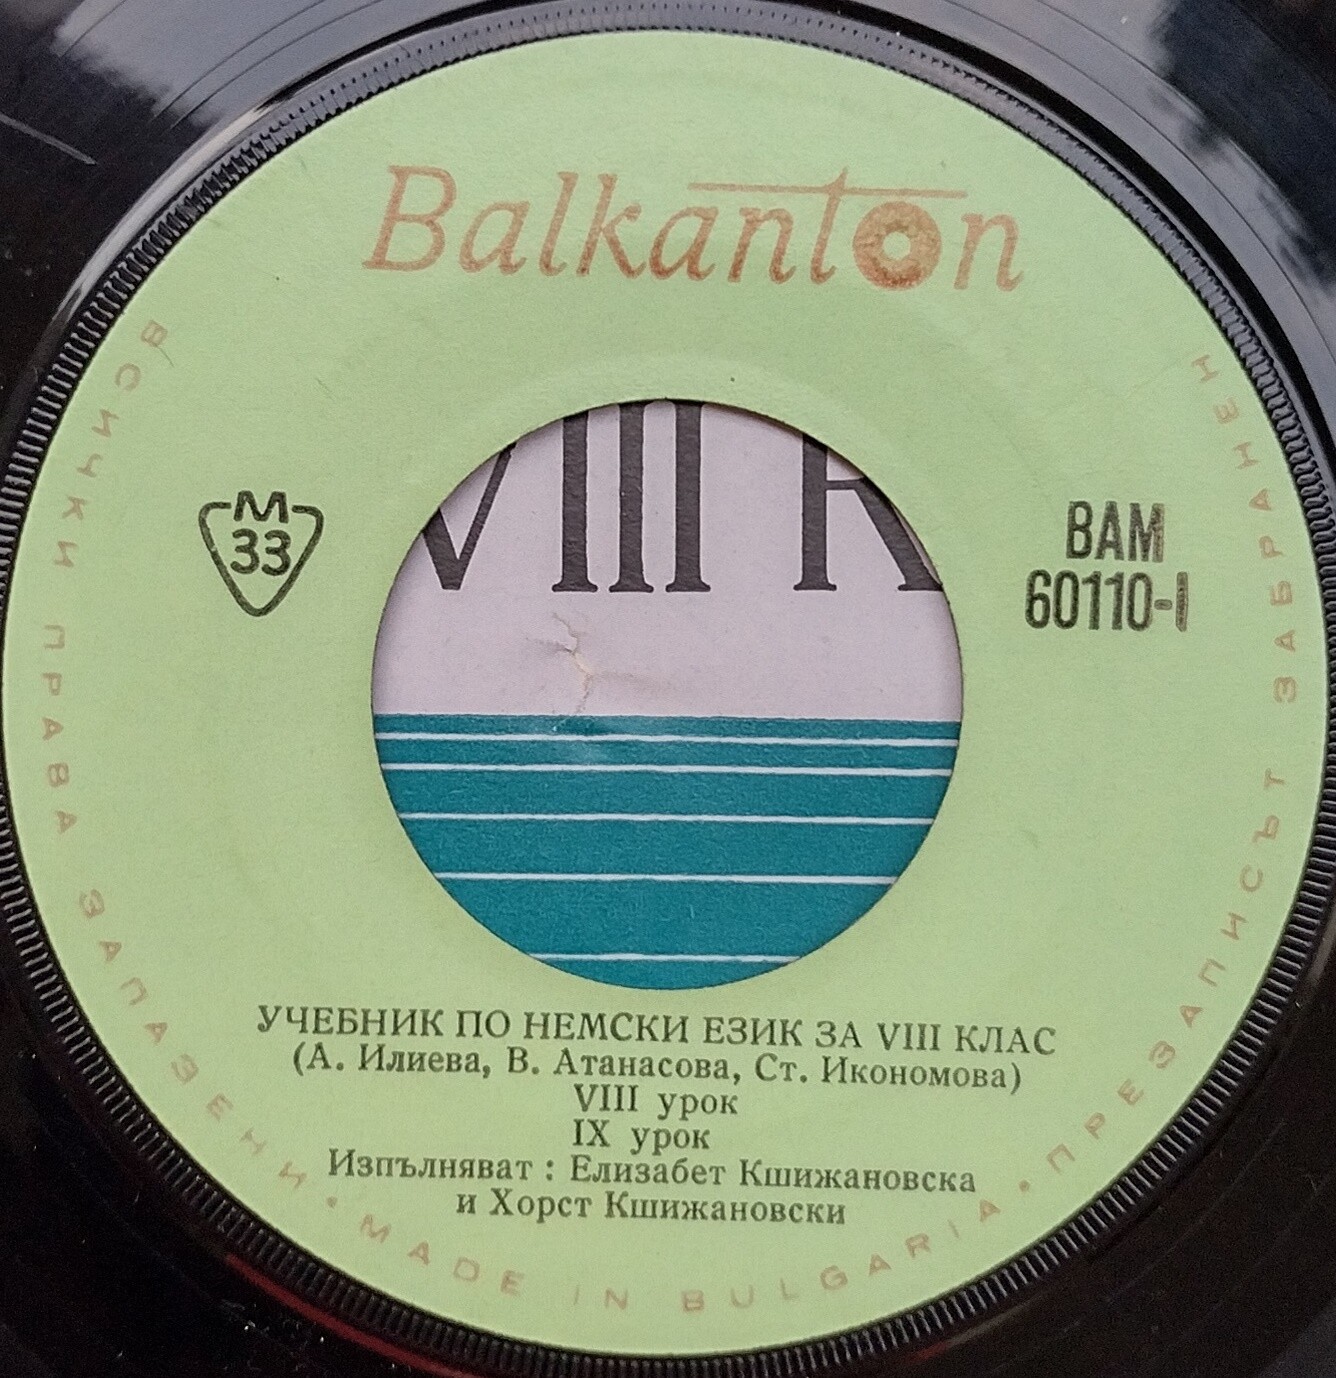 Balkanton
М
33
ВАМ
60110-I
VIII К
УЧЕБНИК ПО НЕМСКИ ЕЗИК ЗА VIII КЛАС
(А. Илиева, В. Атанасова, Ст. Икономова)
VIII урок
IX урок
Изпълняват : Елизабет Кшижановска
и Хорст Кшижановски
ВСИЧКИ ПРАВА ЗАПАЗЕНИ · MADE IN BULGARIA · ПРЕЗАПИСЪТ ЗАБРАНЕН